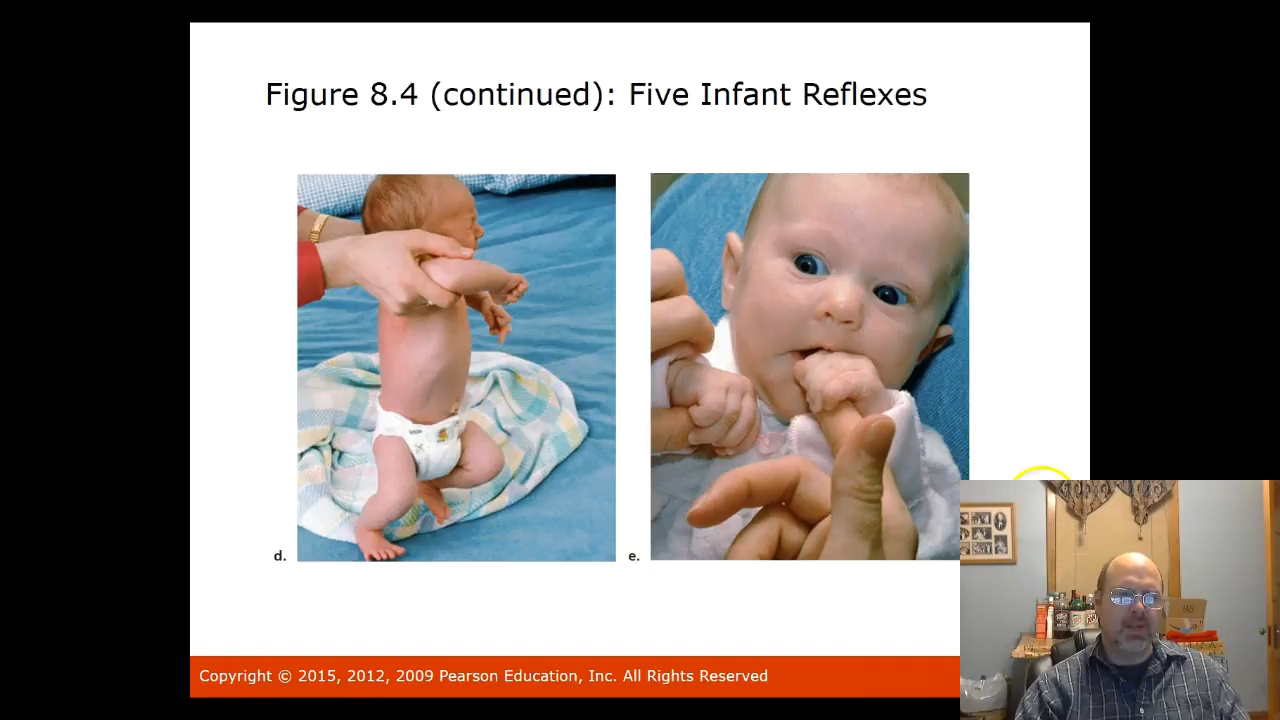 Figure 8.4 (continued): Five Infant Reflexes
d.
e.
Copyright © 2015, 2012, 2009 Pearson Education, Inc. All Rights Reserved